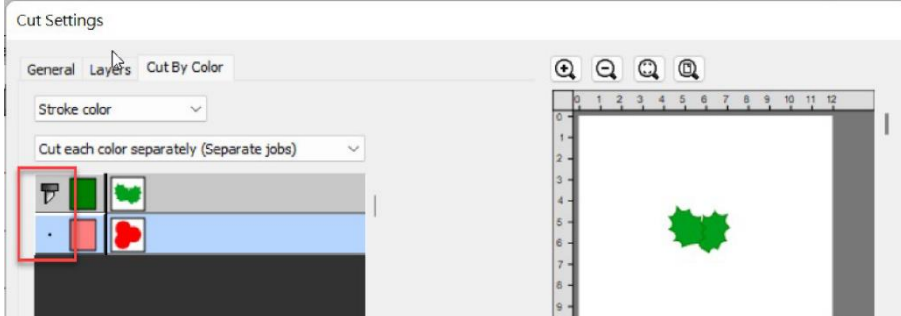 Cut Settings
General Layers Cut By Color
Stroke color
Cut each color separately (Separate jobs)
0 1 2 3 4 5 6 7 8 9 10 11 12
0
1
2
3
4
5
6
7
8
9